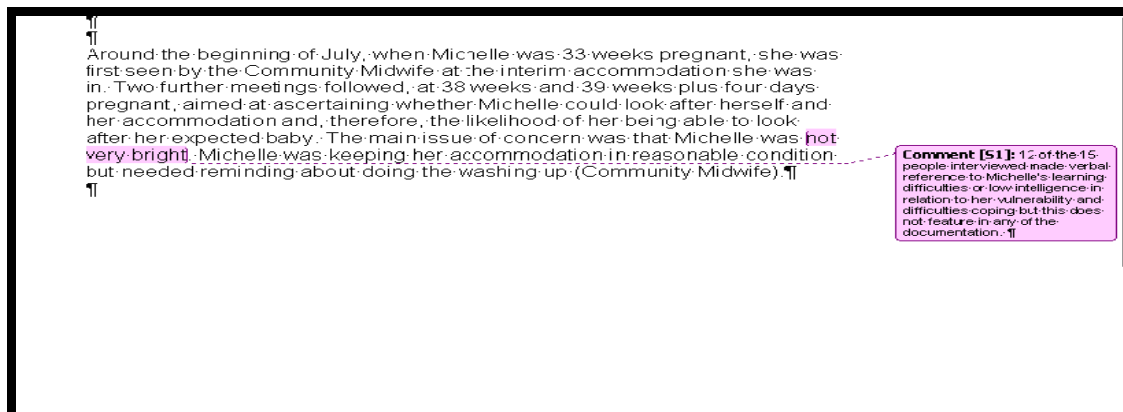 ¶
¶
Around the beginning of July, when Michelle was 33 weeks pregnant, she was
first seen by the Community Midwife at the interim accommodation she was
in. Two further meetings followed, at 38 weeks and 39 weeks plus four days
pregnant, aimed at ascertaining whether Michelle could look after herself and
her accommodation and, therefore, the likelihood of her being able to look
after her expected baby. The main issue of concern was that Michelle was not
very bright. Michelle was keeping her accommodation in reasonable condition
but needed reminding about doing the washing up (Community Midwife).¶
¶
Comment [S1]: 12 of the 15
people interviewed made verbal
reference to Michelle's learning
difficulties or low intelligence in
relation to her vulnerability and
difficulties coping but this does
not feature in any of the
documentation. ¶